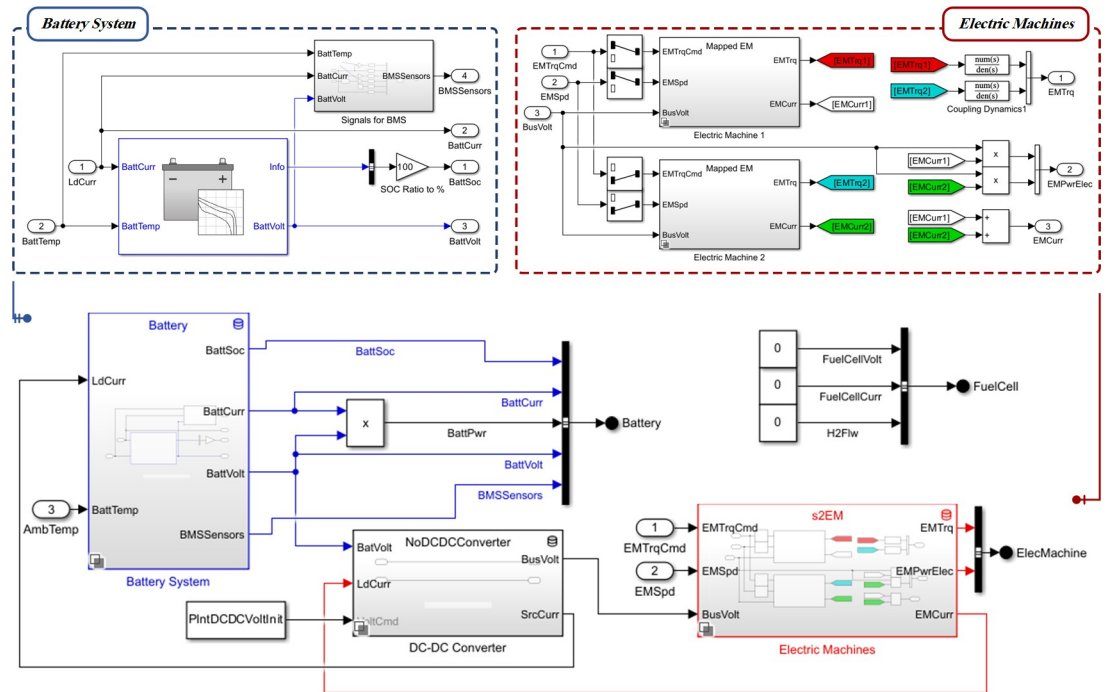 Battery System
Electric Machines
BattTemp
BattCurr
BattVolt
BMSSensors
4
BMSSensors
Signals for BMS
2
BattCurr
1
LdCurr
BattCurr
Info
100
SOC Ratio to %
1
BattSoc
2
BattTemp
BattTemp
BattVolt
3
BattVolt
1
EMTrqCmd
2
EMSpd
3
BusVolt
Mapped EM
EMTrqCmd
EMTrq
EMSpd
EMCurr
BusVolt
Electric Machine 1
[EMTrq1]
[EMCurr1]
Mapped EM
EMTrqCmd
EMTrq
EMSpd
EMCurr
BusVolt
Electric Machine 2
[EMTrq2]
[EMCurr2]
[EMTrq1]
num(s)
den(s)
[EMTrq2]
num(s)
den(s)
Coupling Dynamics1
1
EMTrq
[EMCurr1]
x
[EMCurr2]
x
2
EMPwrElec
[EMCurr1]
+
[EMCurr2]
+
3
EMCurr
Battery
BattSoc
LdCurr
BattCurr
BattVolt
BattTemp
BMSSensors
Battery System
3
AmbTemp
BattSoc
BattCurr
x
BattPwr
BattVolt
BMSSensors
Battery
0
FuelCellVolt
0
FuelCellCurr
0
H2Flw
FuelCell
PlntDCDCVoltInit
NoDCDCConverter
BatVolt
BusVolt
LdCurr
SrcCurr
VoltCmd
DC-DC Converter
1
EMTrqCmd
2
EMSpd
s2EM
EMTrqCmd
EMTrq
EMSpd
EMPwrElec
BusVolt
EMCurr
Electric Machines
ElecMachine